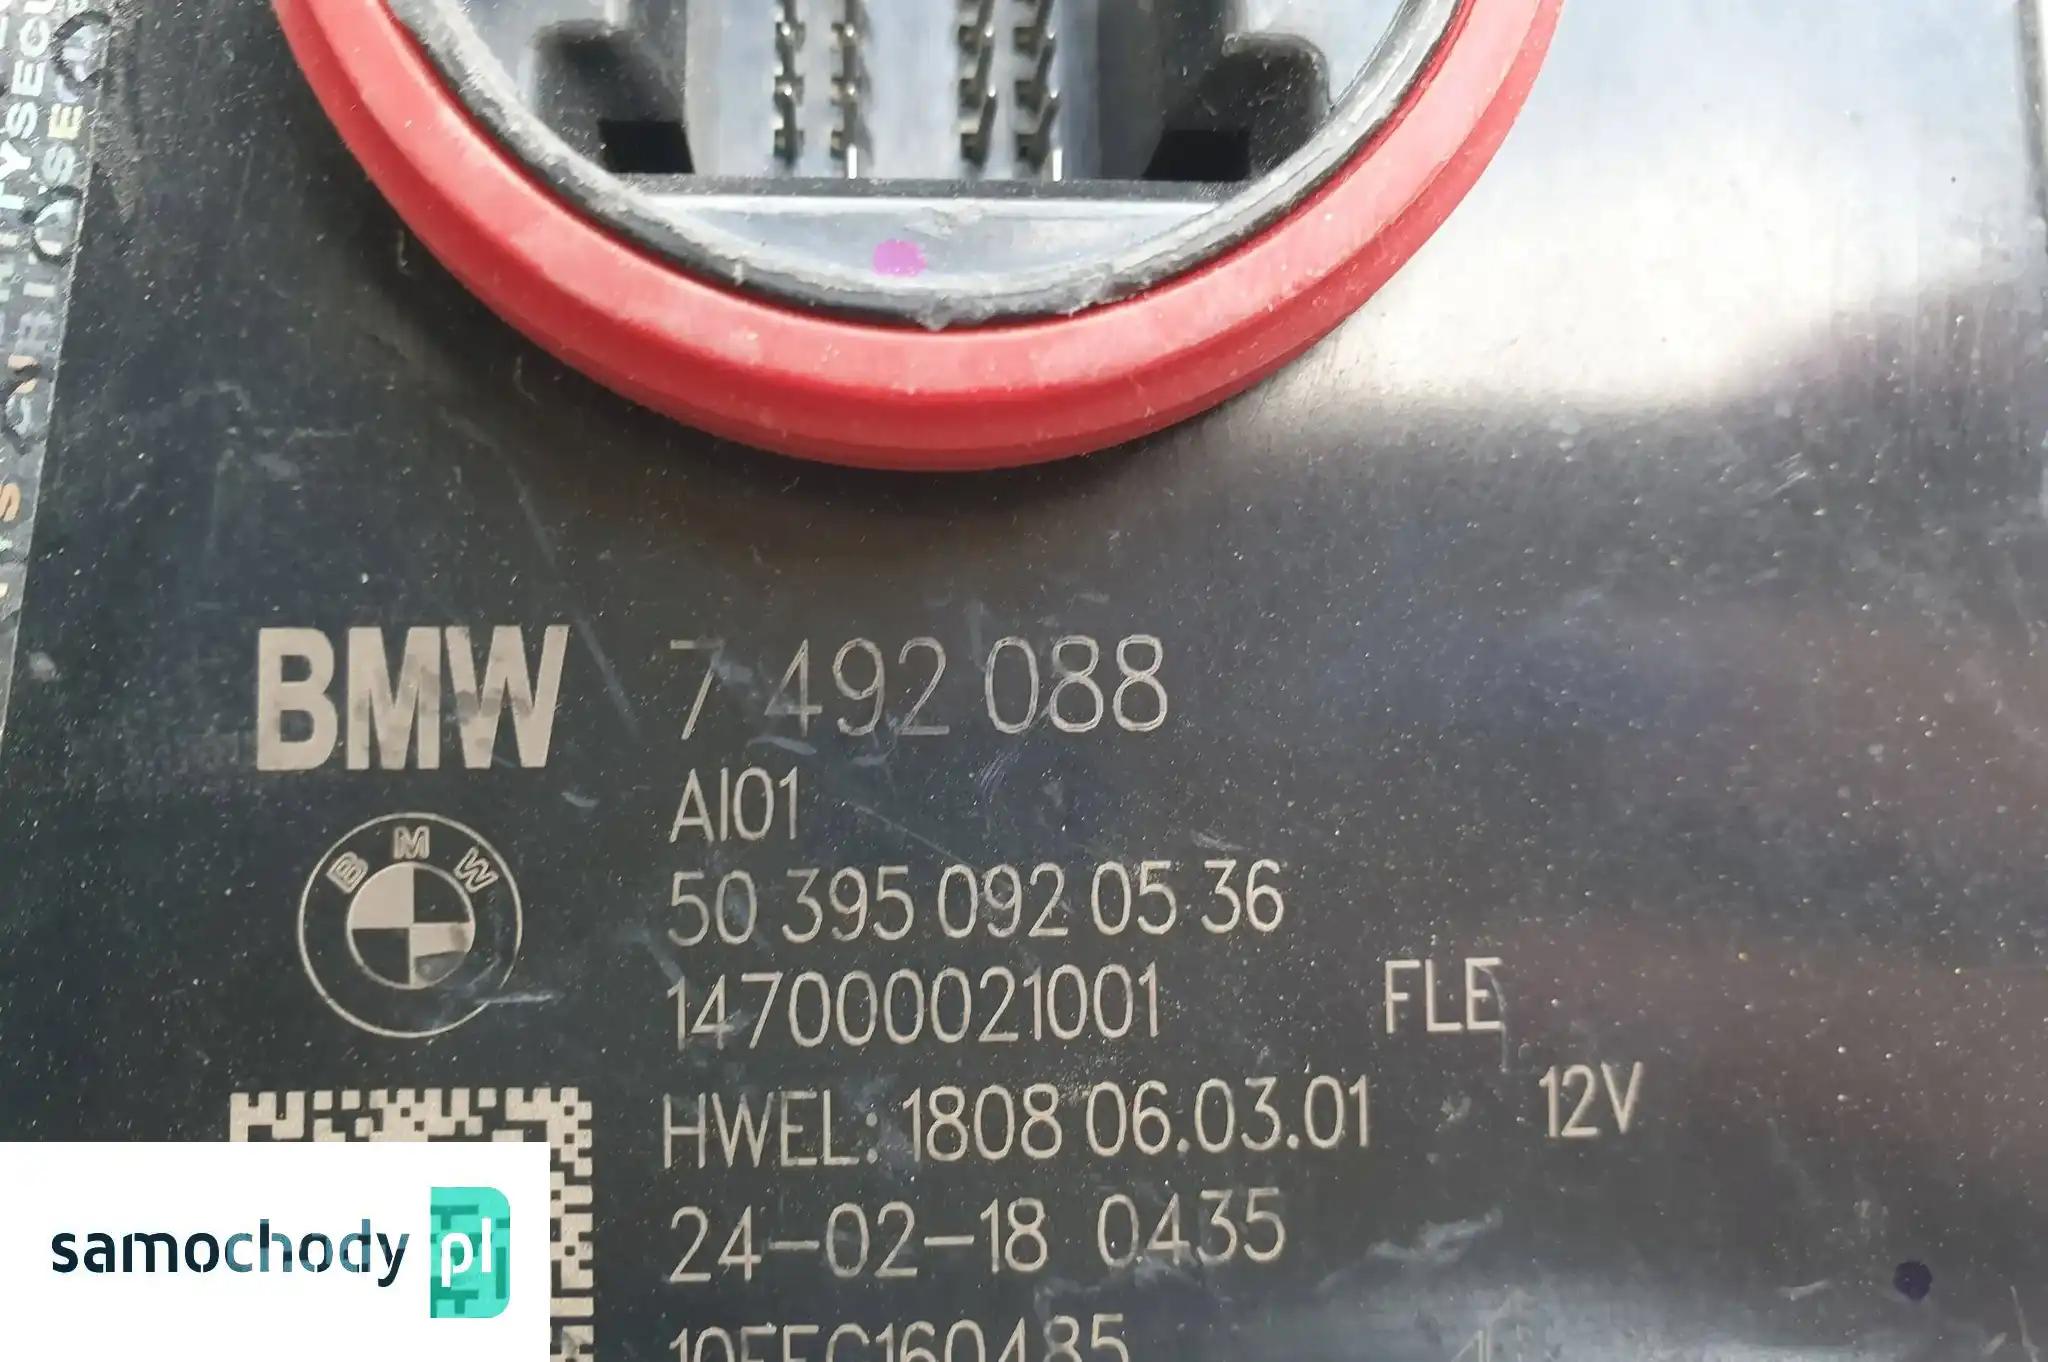 BMW 7 492 088
AI01
B M W
50 395 092 05 36
147000021001 FLE
HWEL: 1808 06.03.01 12V
24-02-18 0435
samochody pl